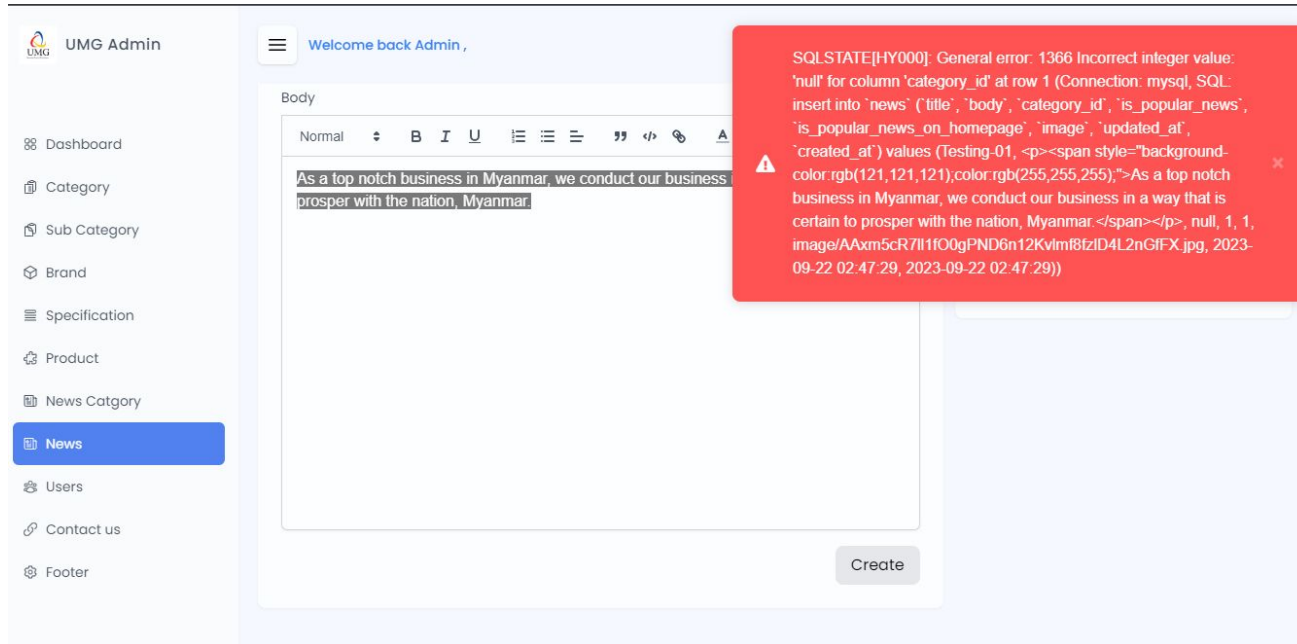 UMG
UMG Admin
Welcome back Admin ,
Dashboard
Category
Sub Category
Brand
Specification
Product
News Catgory
News
Users
Contact us
Footer
Body
Normal
B I U
As a top notch business in Myanmar, we conduct our business
prosper with the nation, Myanmar.
Create
SQLSTATE[HY000]: General error: 1366 Incorrect integer value:
'null' for column 'category_id' at row 1 (Connection: mysql, SQL:
insert into `news` (`title`, `body`, `category_id`, `is_popular_news`,
`is_popular_news_on_homepage`, `image`, `updated_at`,
`created_at`) values (Testing-01, <p><span style="background-
color:rgb(121,121,121);color:rgb(255,255,255);">As a top notch
business in Myanmar, we conduct our business in a way that is
certain to prosper with the nation, Myanmar.</span></p>, null, 1, 1,
2023-
09-22 02:47:29, 2023-09-22 02:47:29))